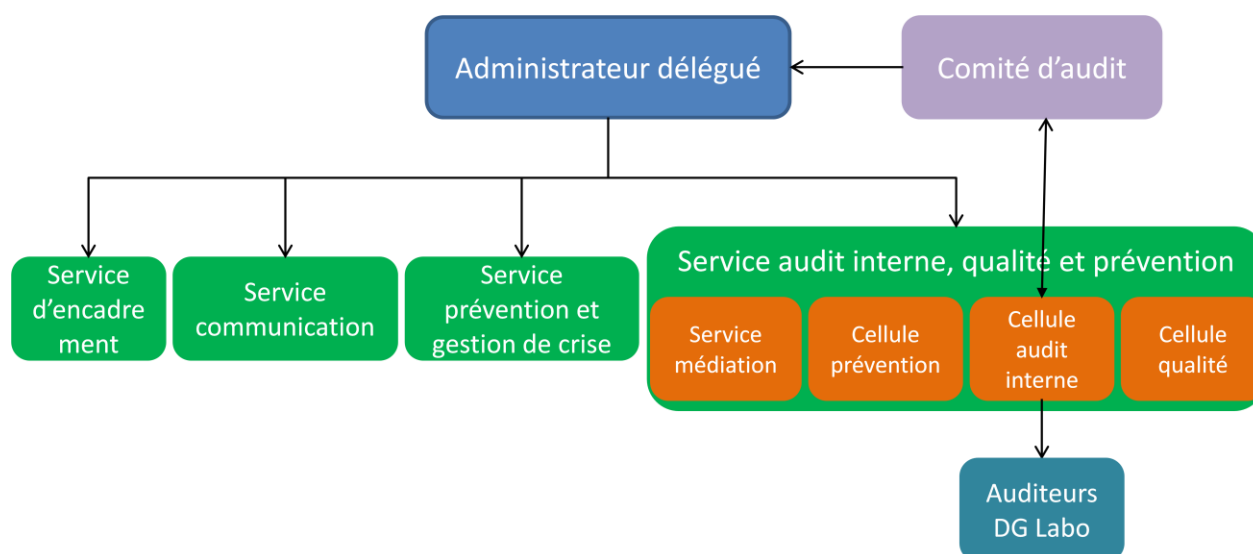 Administrateur délégué
Comité d’audit
Service
d’encadre
ment
Service
communication
Service
prévention et
gestion de crise
Service audit interne, qualité et prévention
Service
médiation
Cellule
prévention
Cellule
audit
interne
Cellule
qualité
Auditeurs
DG Labo